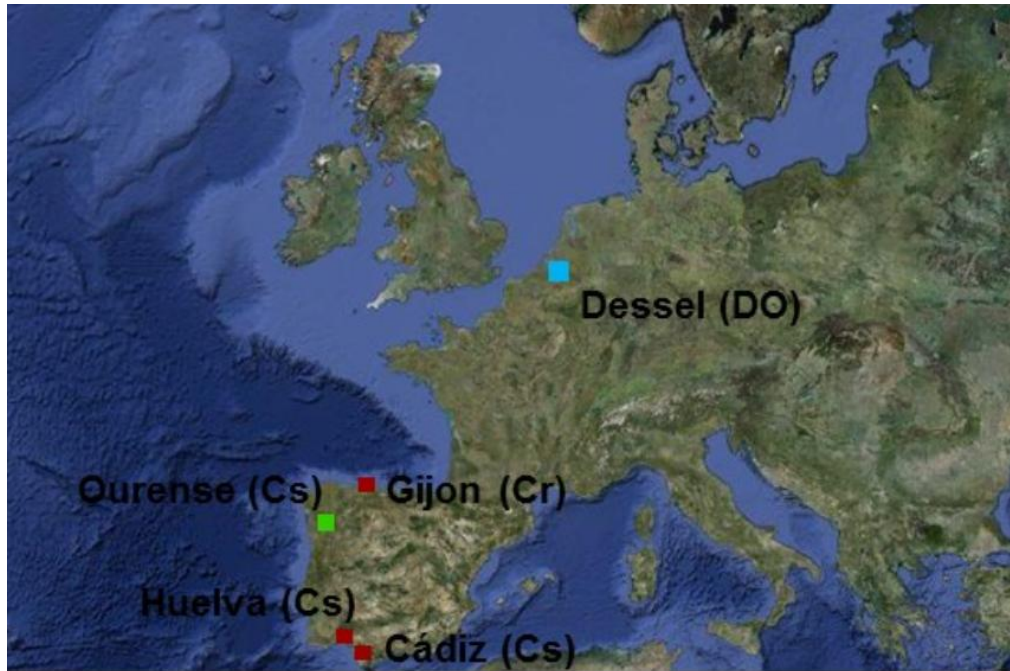 Dessel (DO)
Ourense (Cs)
Gijon (Cr)
Huelva (Cs)
Cádiz (Cs)